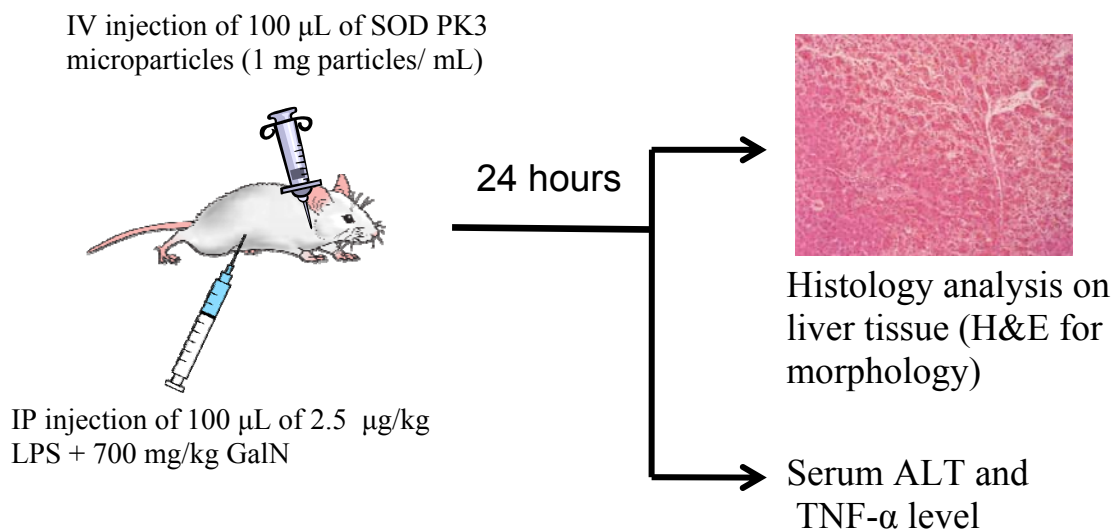 IV injection of 100 μL of SOD PK3
microparticles (1 mg particles/ mL)
24 hours
Histology analysis on
liver tissue (H&E for
morphology)
IP injection of 100 μL of 2.5 μg/kg
LPS + 700 mg/kg GalN
Serum ALT and
TNF-α level